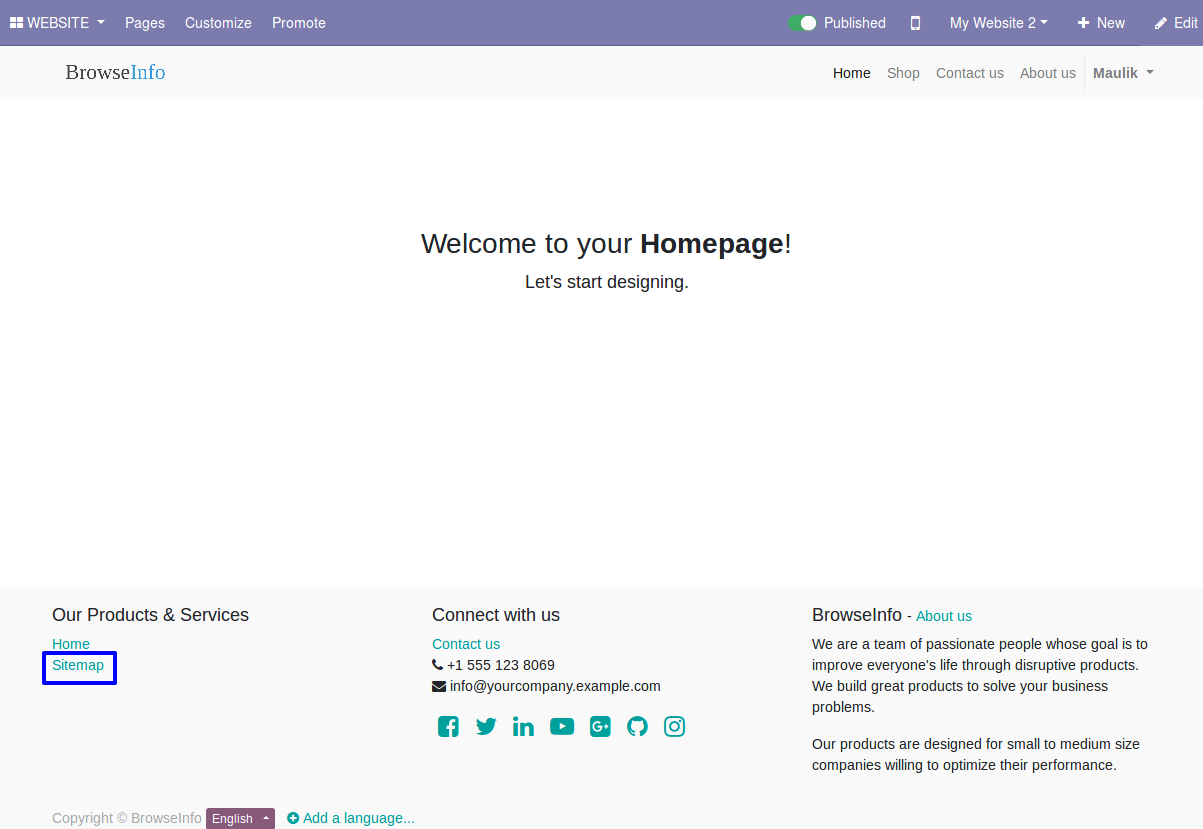 WEBSITE Pages Customize Promote Published My Website 2 New Edit
BrowseInfo Home Shop Contact us About us Maulik
Welcome to your Homepage!
Let's start designing.
Our Products & Services
Home
Sitemap
Connect with us
Contact us
+1 555 123 8069
info@yourcompany.example.com
BrowseInfo - About us
We are a team of passionate people whose goal is to
improve everyone's life through disruptive products.
We build great products to solve your business
problems.
Our products are designed for small to medium size
companies willing to optimize their performance.
Copyright © BrowseInfo English Add a language...